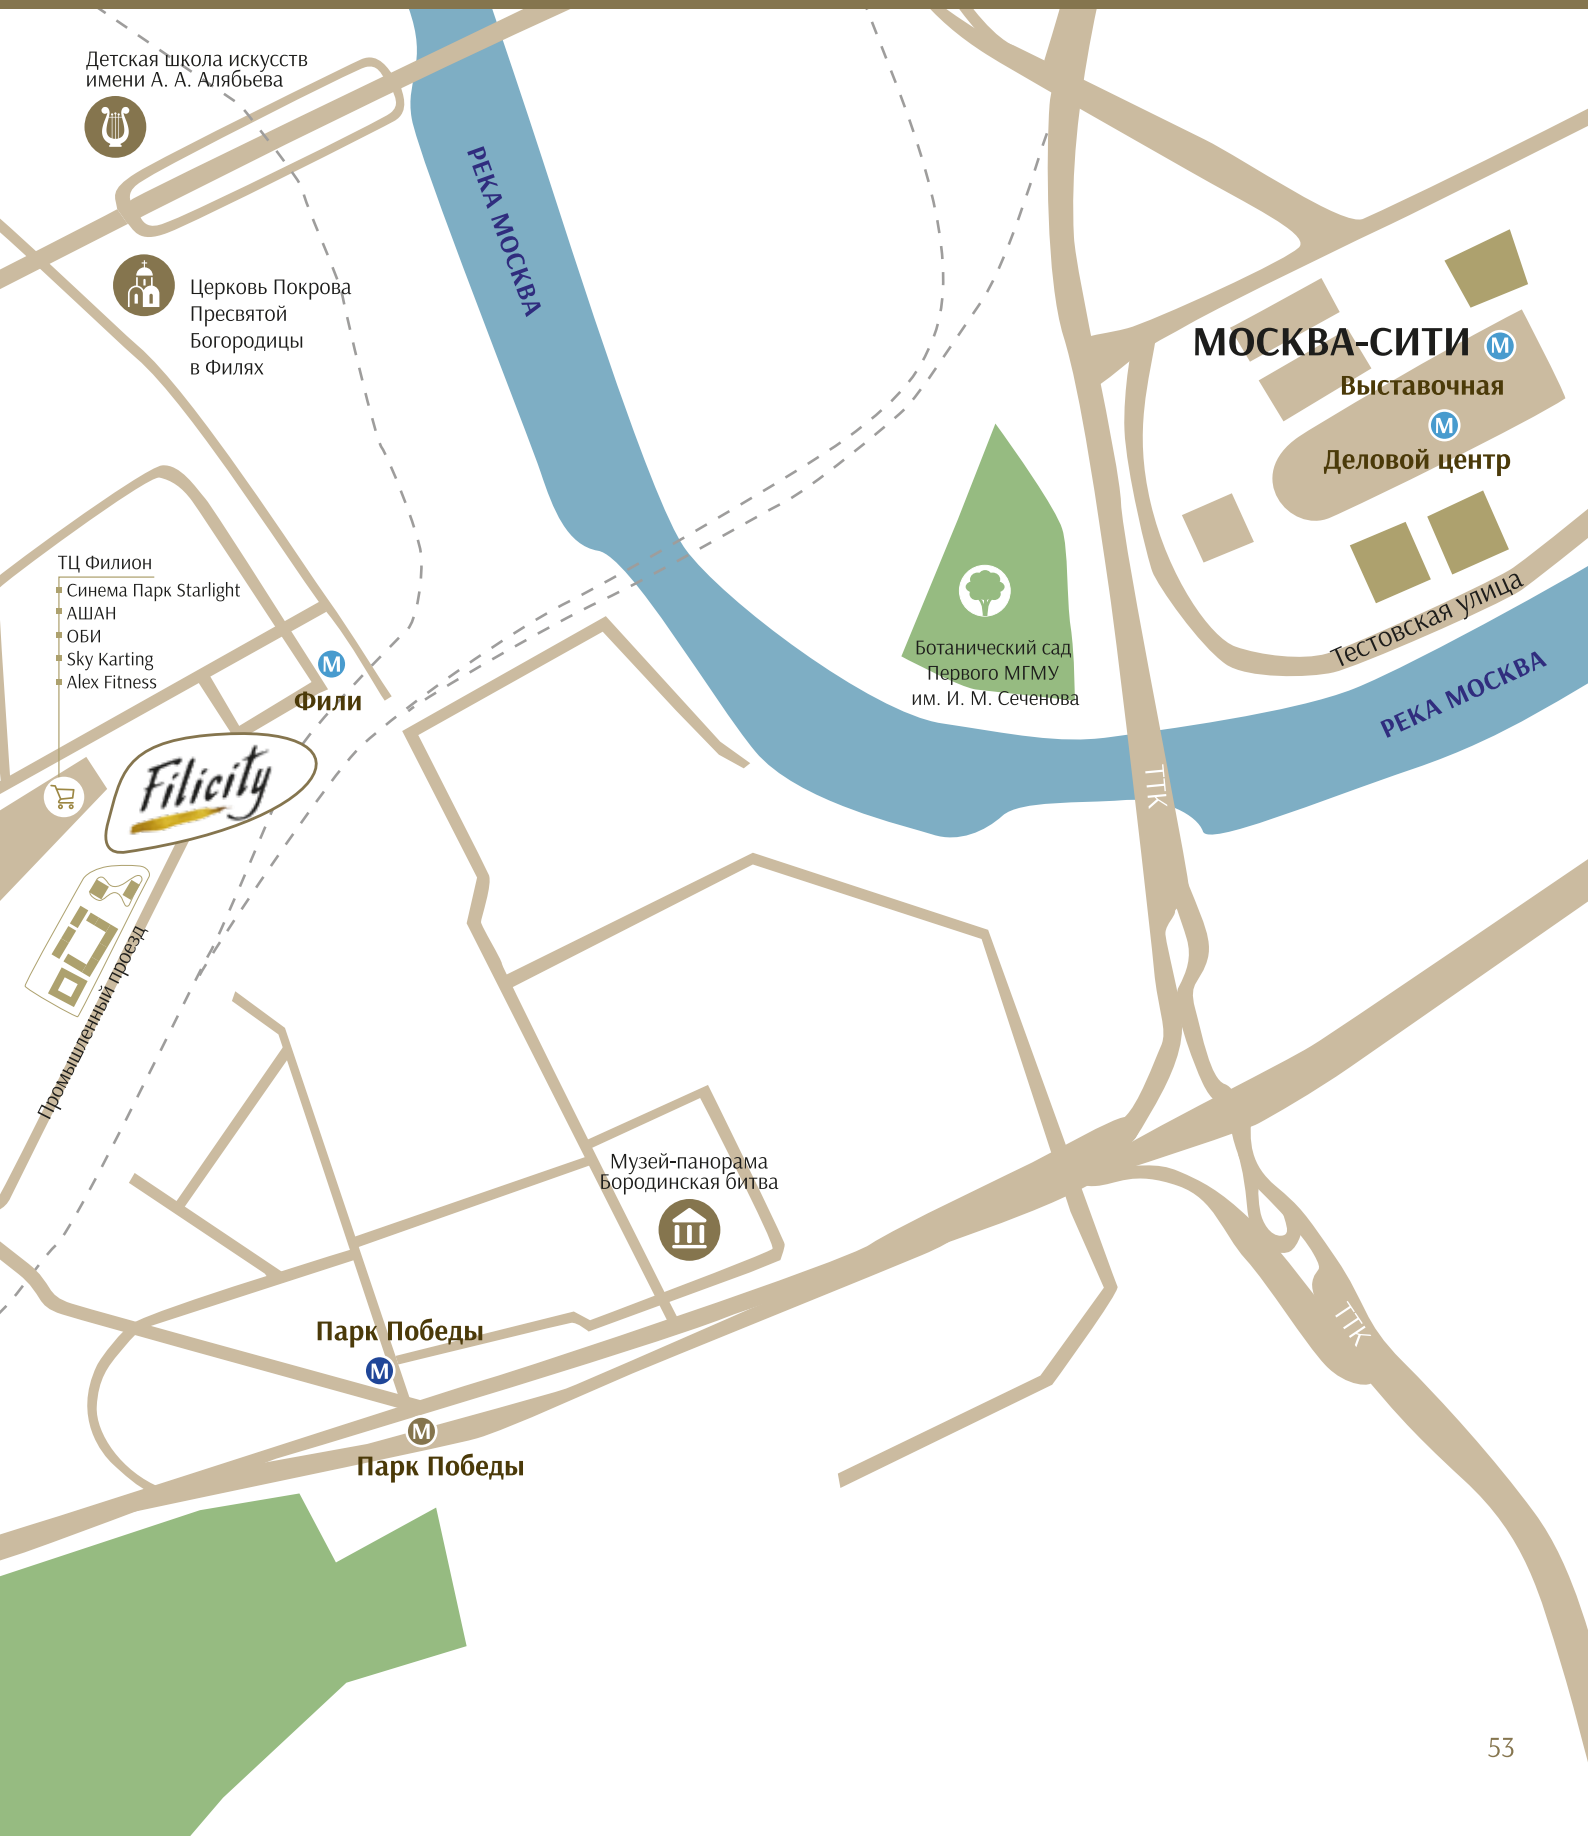 Детская школа искусств
имени А. А. Алябьева
РЕКА МОСКВА
Церковь Покрова
Пресвятой
Богородицы
в Филях
МОСКВА-СИТИ
М
Выставочная
М
Деловой центр
ТЦ Филион
Синема Парк Starlight
АШАН
ОБИ
Sky Karting
Alex Fitness
М
Фили
Ботанический сад
Первого МГМУ
им. И. М. Сеченова
Тестовская улица
РЕКА МОСКВА
Filicity
ТТК
Промышленный проезд
Музей-панорама
Бородинская битва
Парк Победы
М
М
Парк Победы
ТТК
53